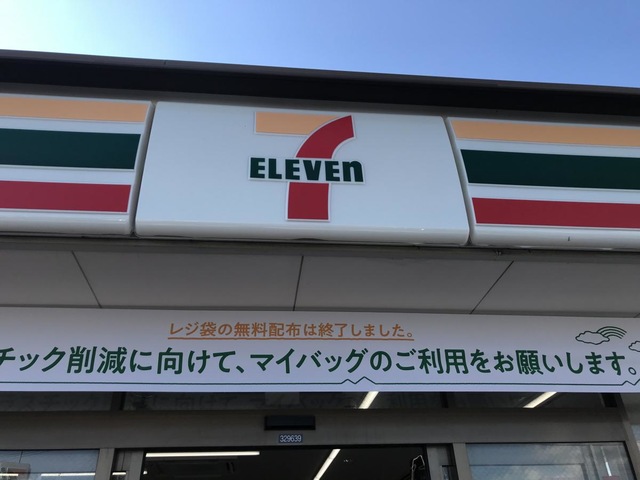 7
ELEVEn
レジ袋の無料配布は終了しました。
チック削減に向けて、マイバッグのご利用をお願いします。
329639